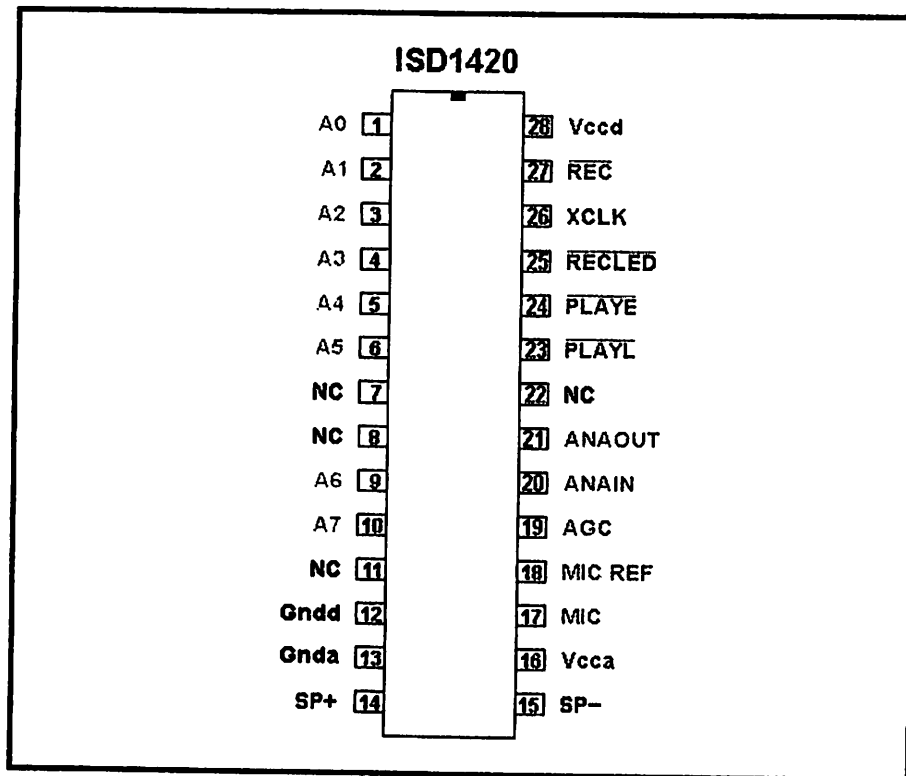 ISD1420
A0 1 28 Vccd
A1 2 27 REC
A2 3 26 XCLK
A3 4 25 RECLED
A4 5 24 PLAYE
A5 6 23 PLAYL
NC 7 22 NC
NC 8 21 ANAOUT
A6 9 20 ANAIN
A7 10 19 AGC
NC 11 18 MIC REF
Gndd 12 17 MIC
Gnda 13 16 Vcca
SP+ 14 15 SP–